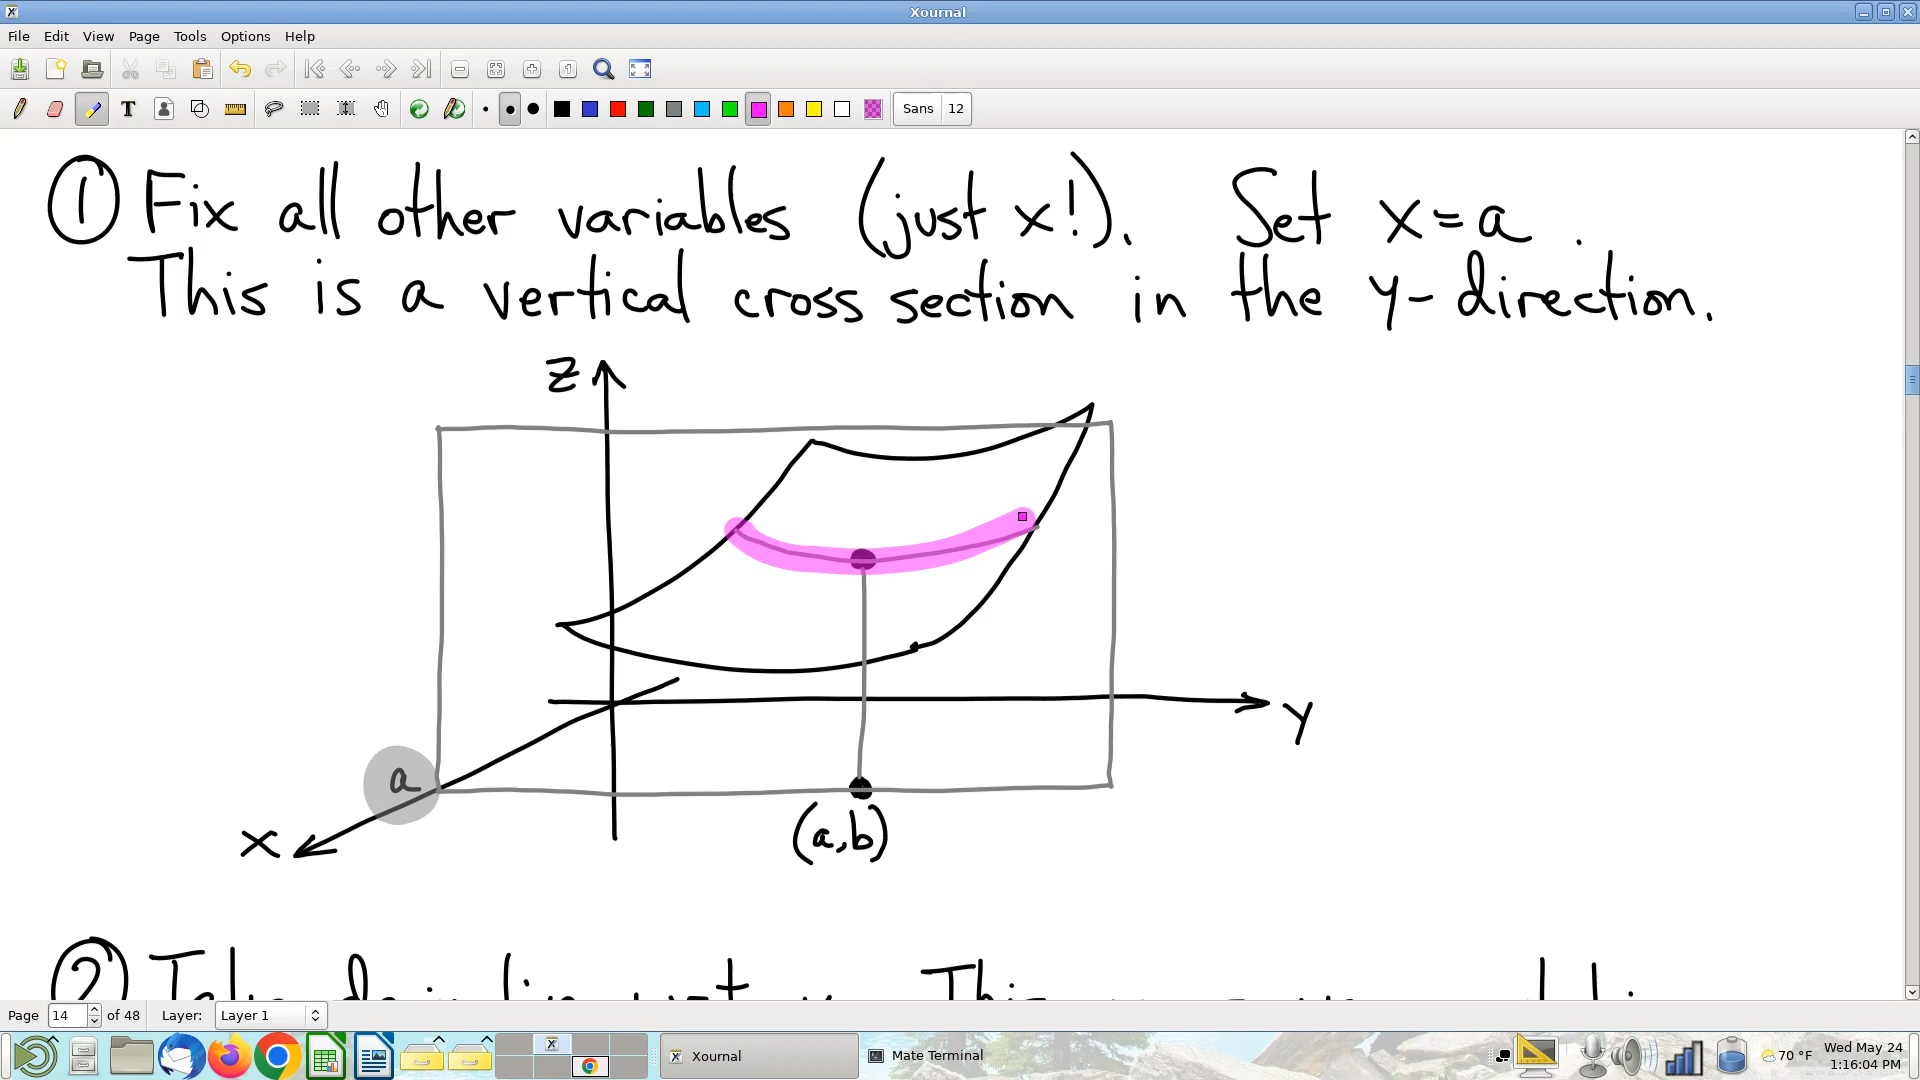 Xournal
File Edit View Page Tools Options Help
Sans 12
① Fix all other variables (just x!). Set x=a.
This is a vertical cross section in the y-direction.
z
y
a
x
(a,b)
②
Page 14 of 48 Layer: Layer 1
Xournal Mate Terminal 70 °F Wed May 24
1:16:04 PM